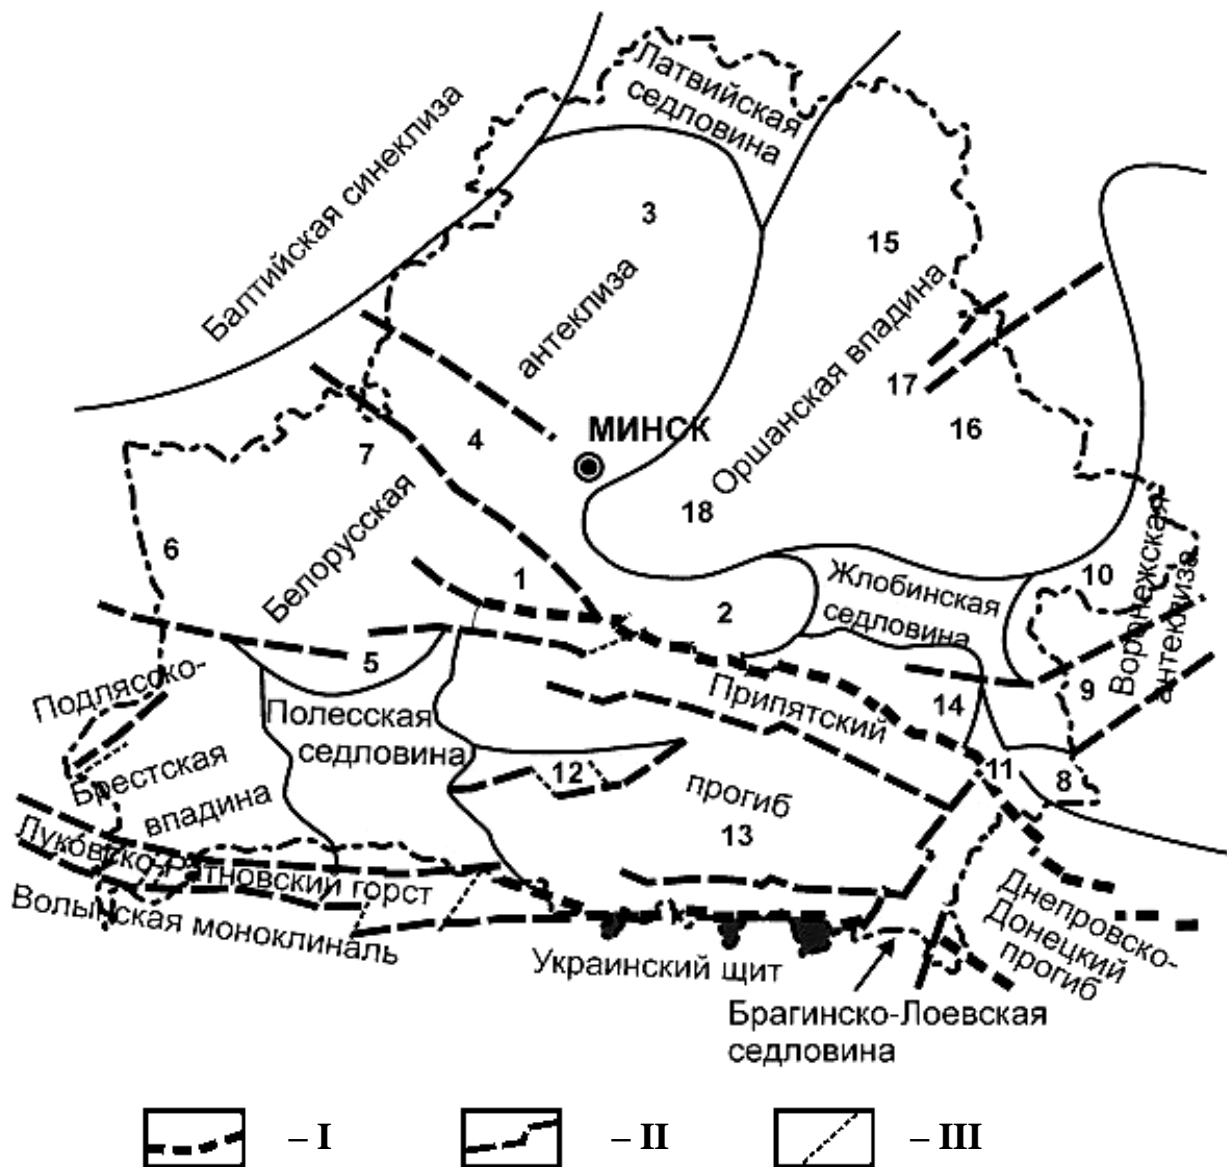 Латвийская
седловина
Балтийская синеклиза
3
15
антеклиза
Оршанская впадина
17
МИНСК
4
7
16
18
6
Белорусская
1
2
Жлобинская
седловина
10
Воронежская
антеклиза
5
9
14
Подлясско-
Брестская
впадина
Полесская
седловина
Припятский
прогиб
12
11
8
13
Луковско-Ратновский горст
Волынская моноклиналь
Украинский щит
Днепровско-
Донецкий
прогиб
Брагинско-Лоевская
седловина
– I
– II
– III